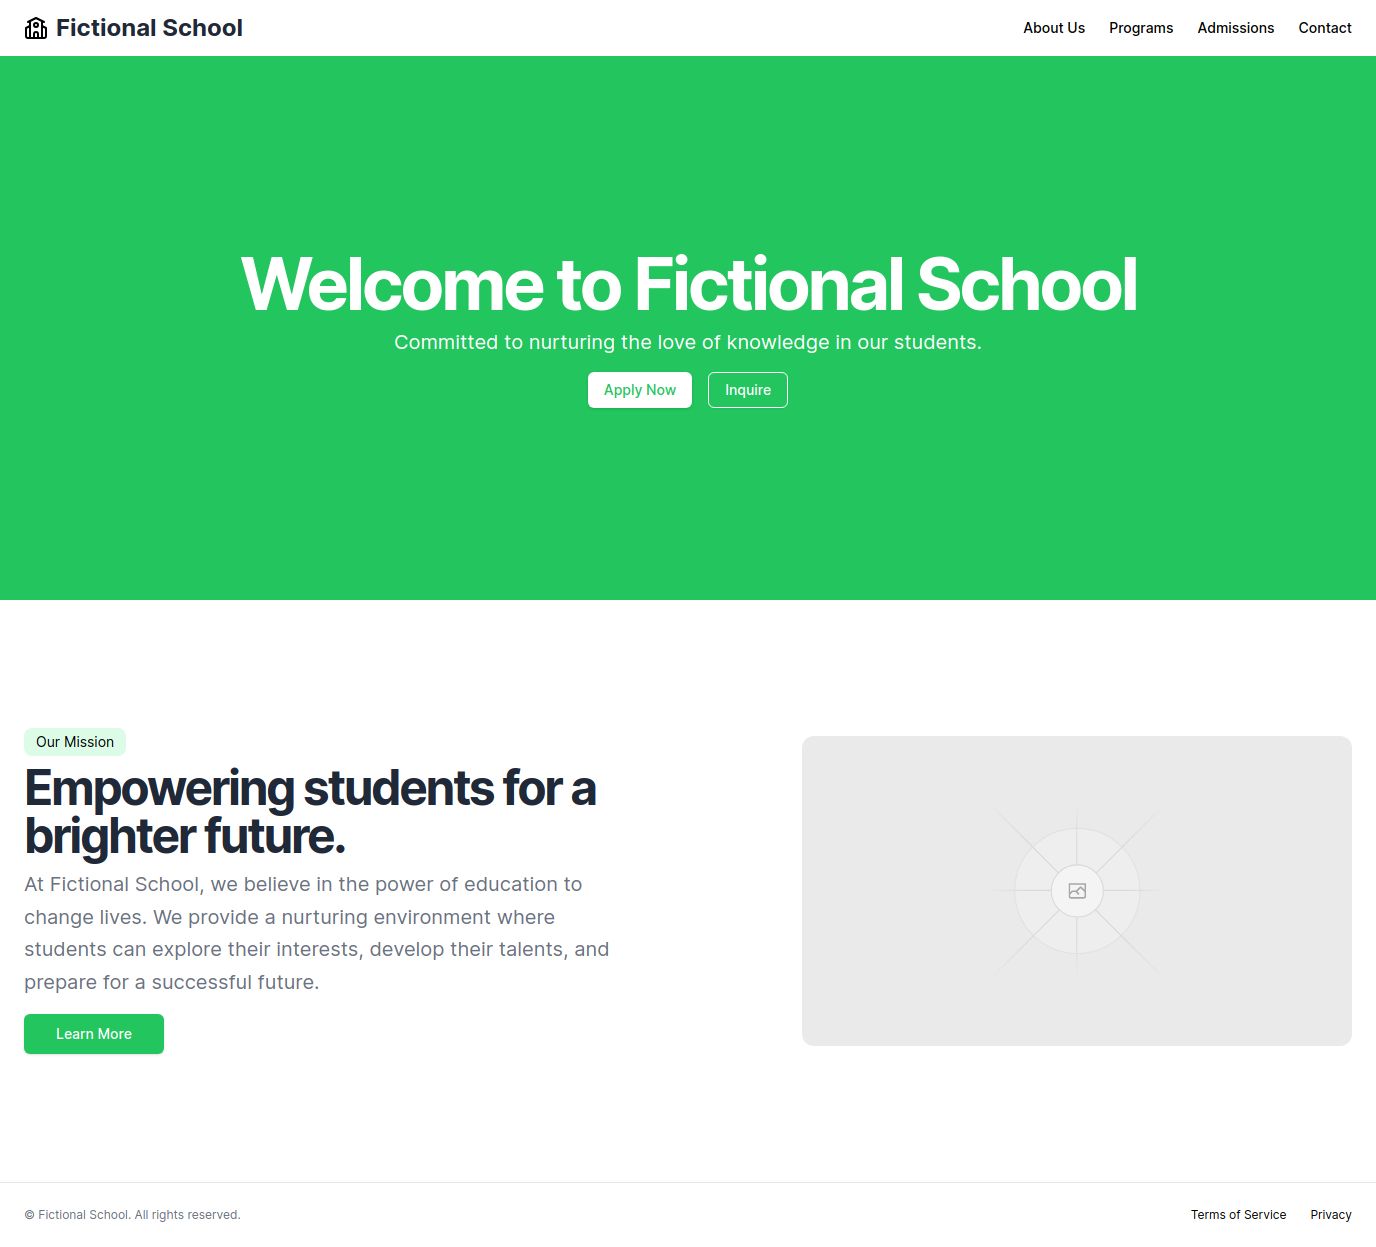 Fictional School
About Us Programs Admissions Contact
Welcome to Fictional School
Committed to nurturing the love of knowledge in our students.
Apply Now Inquire
Our Mission
Empowering students for a
brighter future.
At Fictional School, we believe in the power of education to
change lives. We provide a nurturing environment where
students can explore their interests, develop their talents, and
prepare for a successful future.
Learn More
© Fictional School. All rights reserved.
Terms of Service Privacy